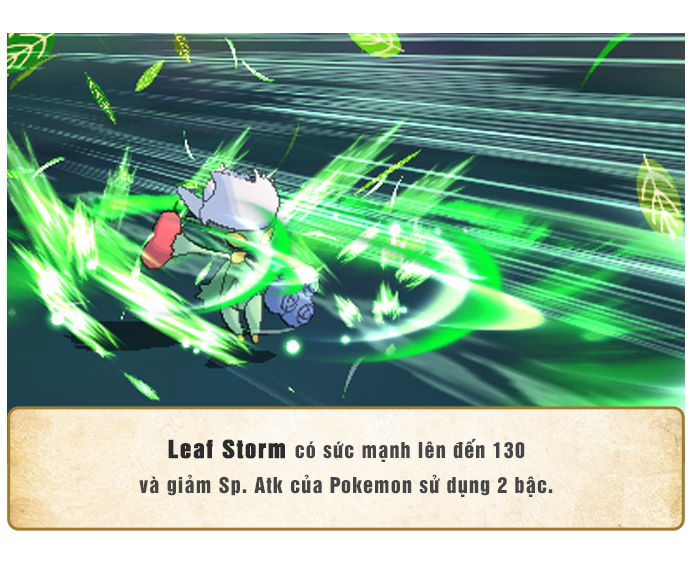 Leaf Storm có sức mạnh lên đến 130
và giảm Sp. Atk của Pokemon sử dụng 2 bậc.